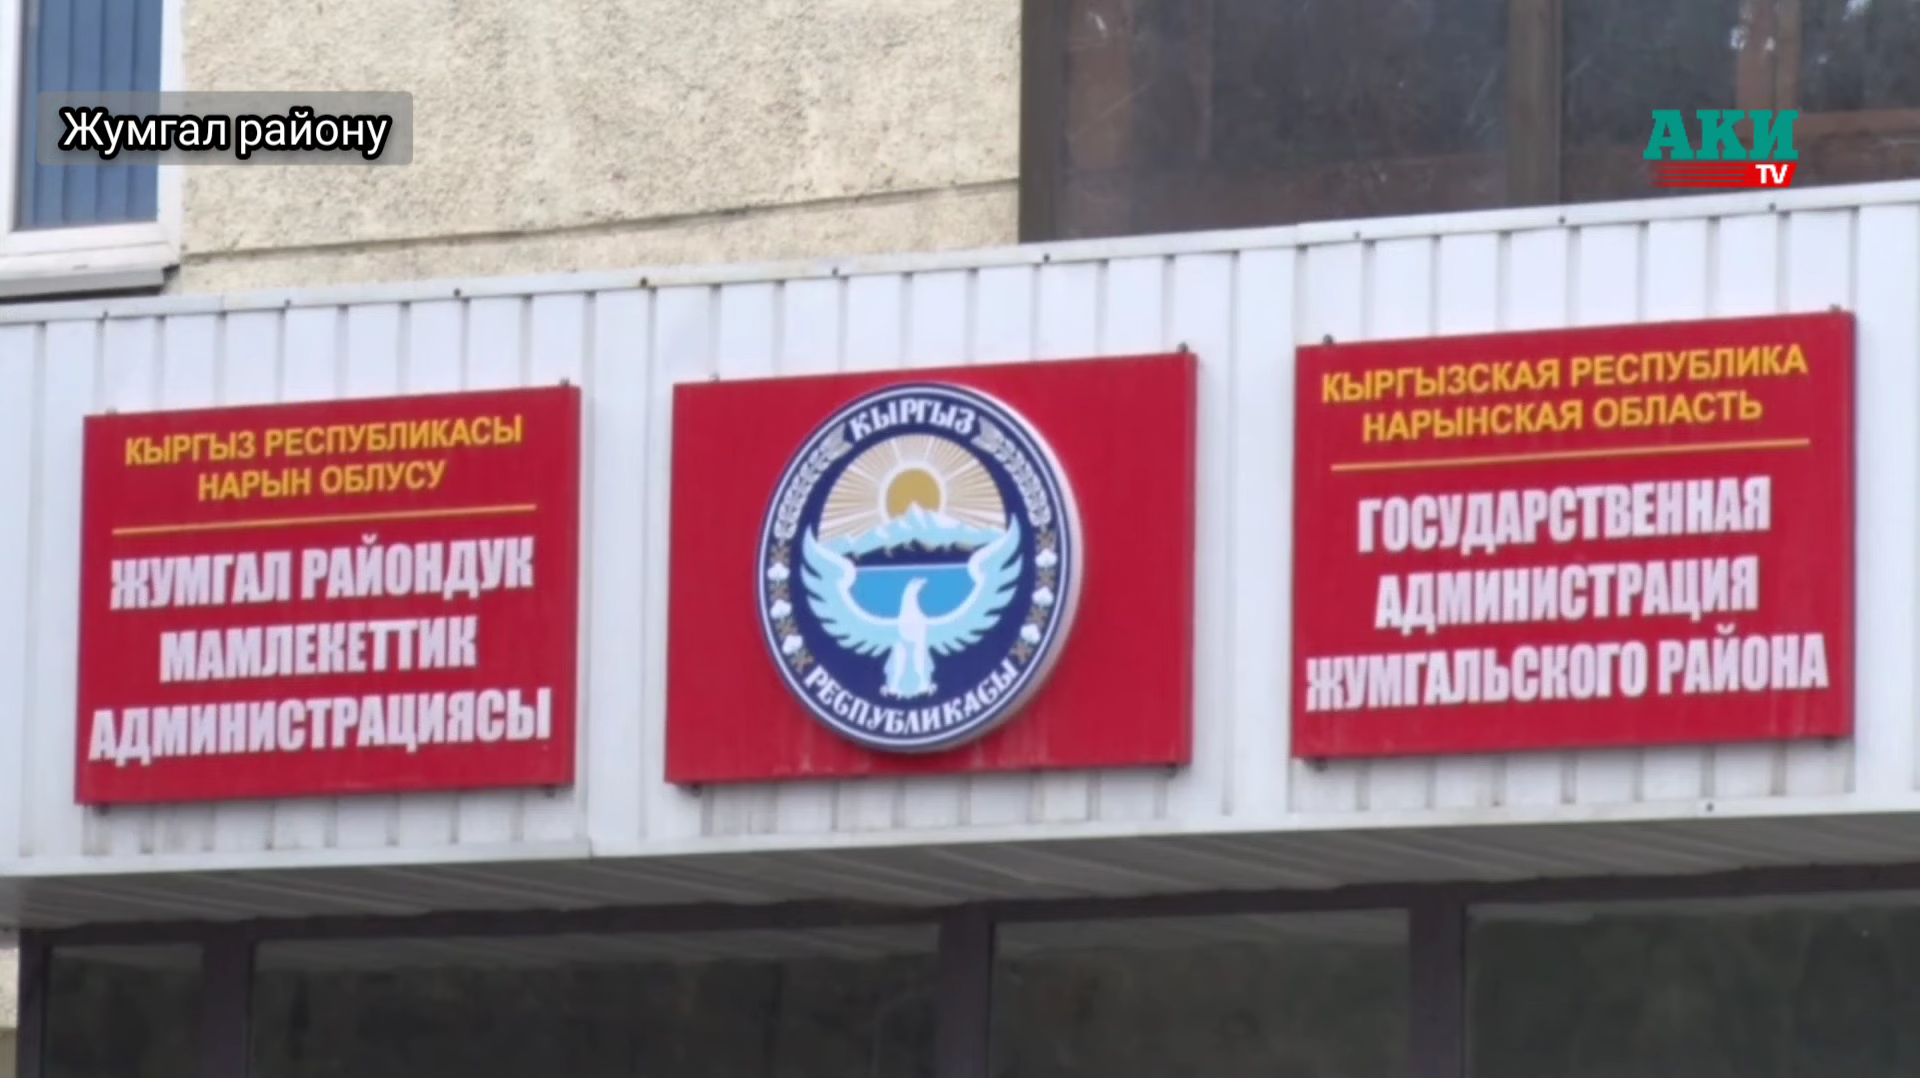 Жумгал району
АКИ
TV
КЫРГЫЗ РЕСПУБЛИКАСЫ
НАРЫН ОБЛУСУ
ЖУМГАЛ РАЙОНДУК
МАМЛЕКЕТТИК
АДМИНИСТРАЦИЯСЫ
КЫРГЫЗ
РЕСПУБЛИКАСЫ
КЫРГЫЗСКАЯ РЕСПУБЛИКА
НАРЫНСКАЯ ОБЛАСТЬ
ГОСУДАРСТВЕННАЯ
АДМИНИСТРАЦИЯ
ЖУМГАЛЬСКОГО РАЙОНА